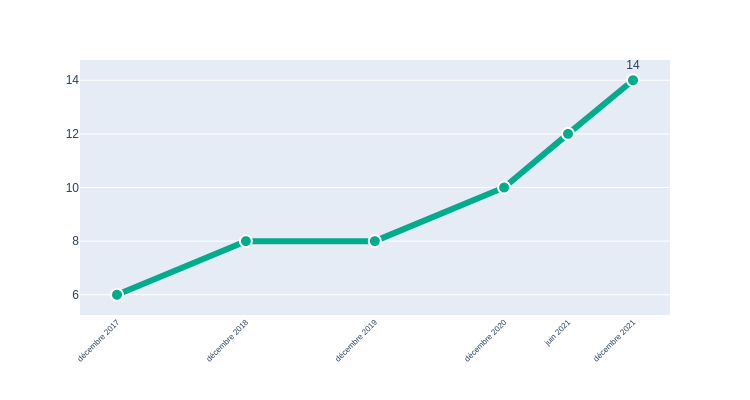 14
14
12
10
8
6
décembre 2017
décembre 2018
décembre 2019
décembre 2020
juin 2021
décembre 2021